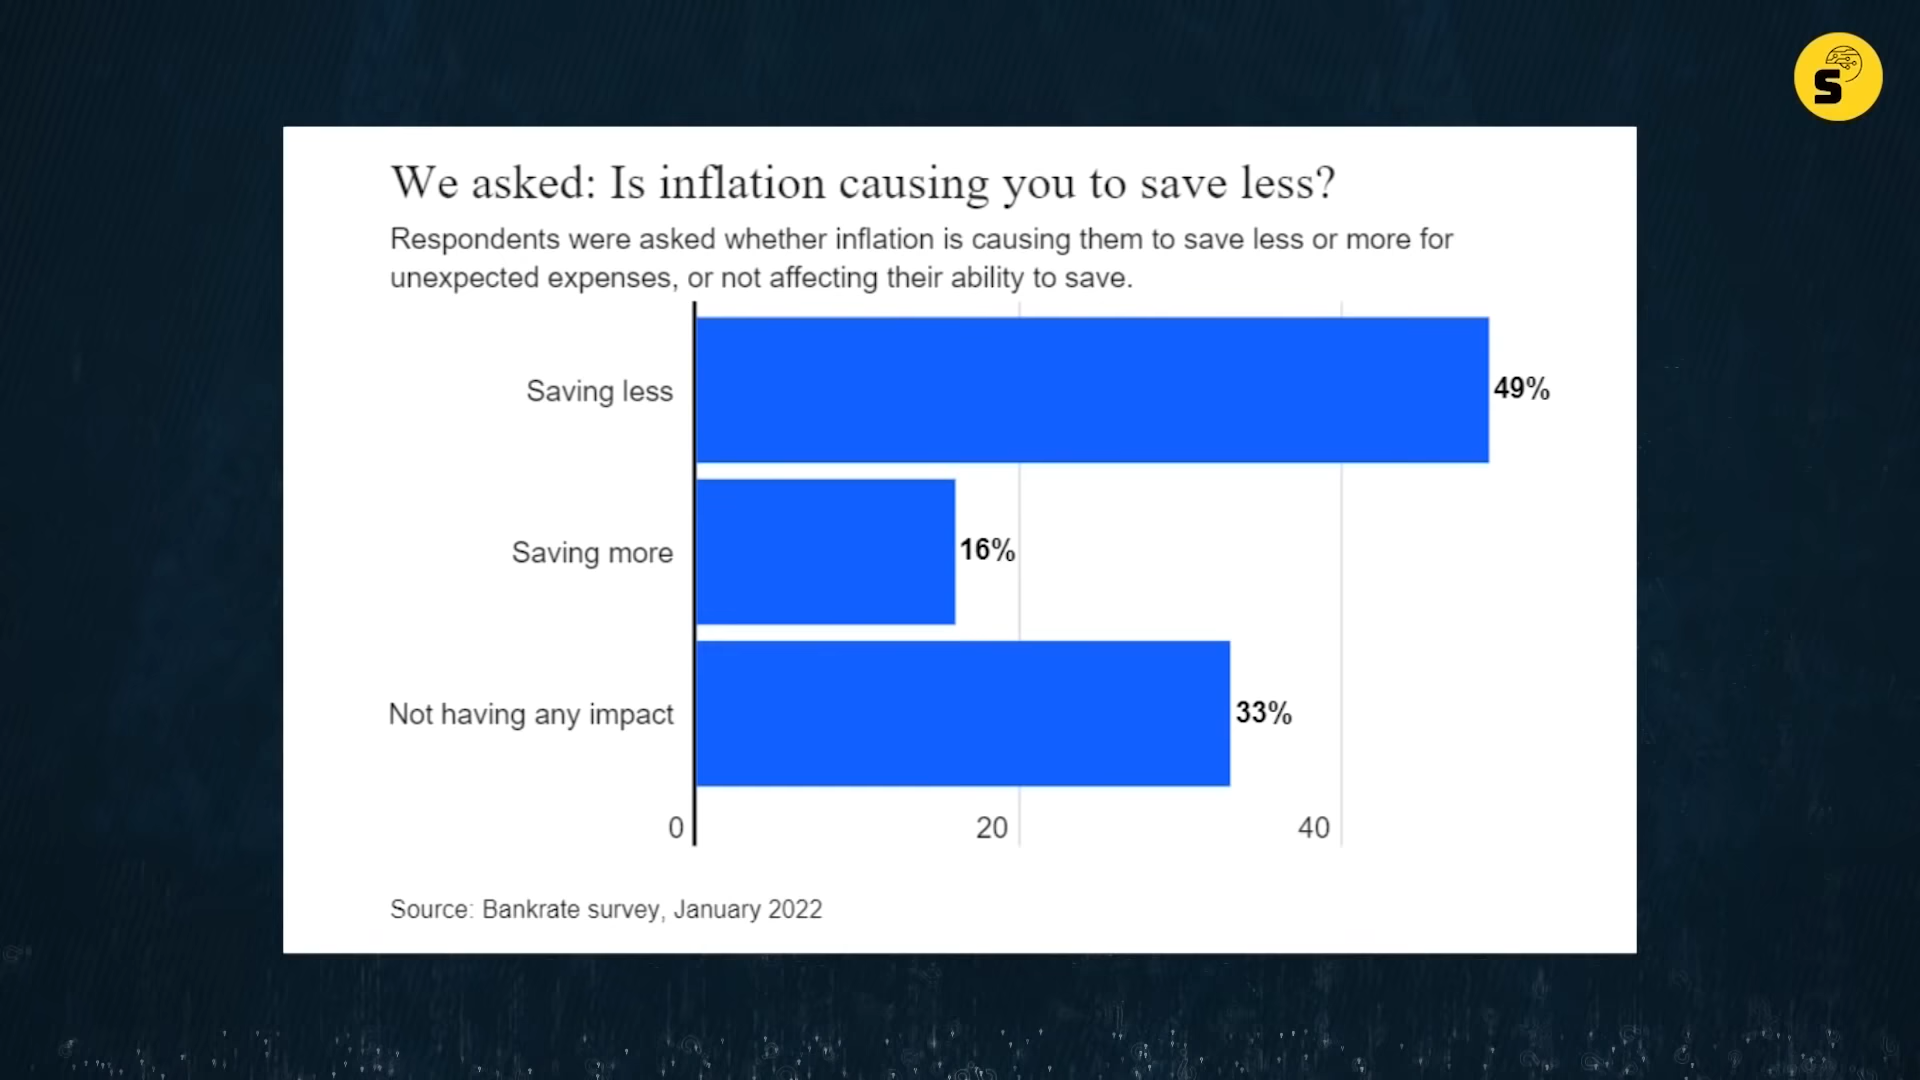 S
We asked: Is inflation causing you to save less?
Respondents were asked whether inflation is causing them to save less or more for
unexpected expenses, or not affecting their ability to save.
Saving less 49%
Saving more 16%
Not having any impact 33%
0 20 40
Source: Bankrate survey, January 2022